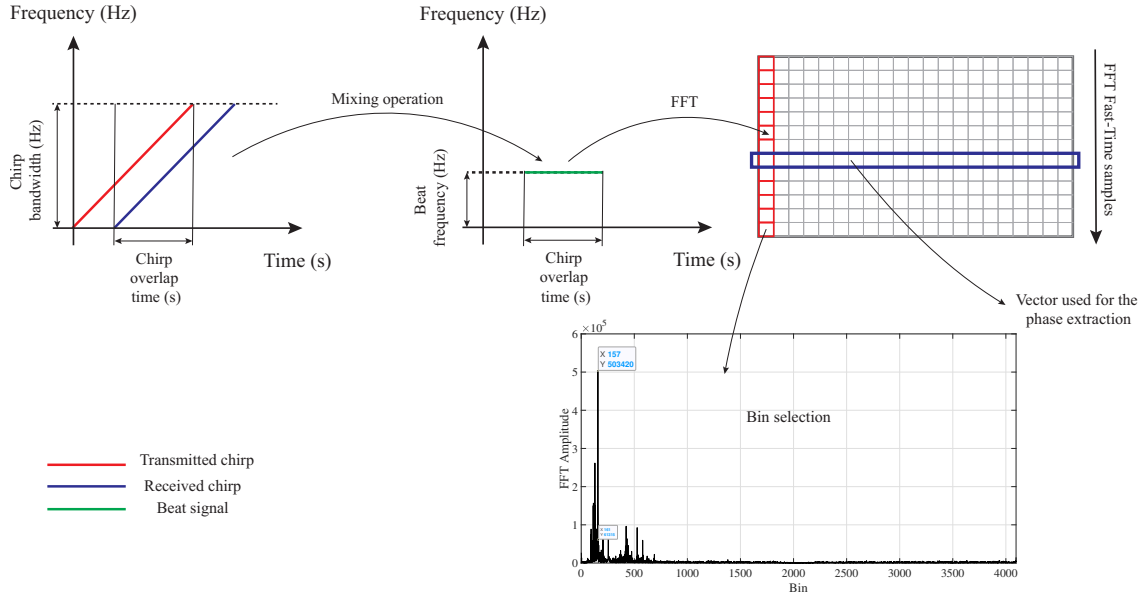 Frequency (Hz)
Chirp
bandwidth (Hz)
Chirp
overlap
time (s)
Time (s)
Mixing operation
Frequency (Hz)
Beat
frequency (Hz)
Chirp
overlap
time (s)
Time (s)
FFT
FFT Fast-Time samples
Vector used for the
phase extraction
Transmitted chirp
Received chirp
Beat signal
×10^5
6
5
4
3
2
1
0
FFT Amplitude
X 157
Y 503420
Bin selection
0
500
1000
1500
2000
2500
3000
3500
4000
Bin